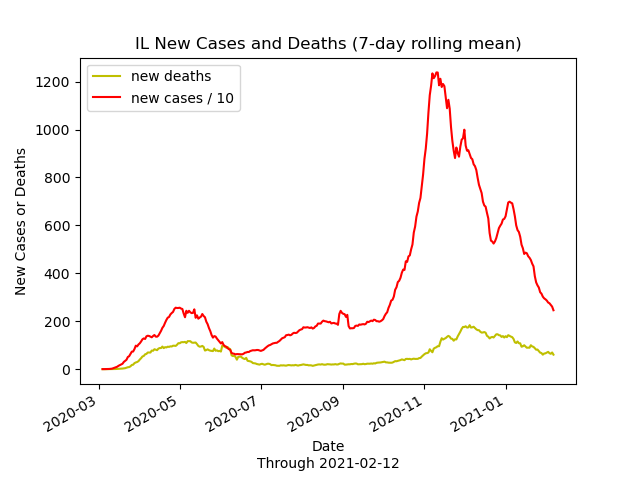 IL New Cases and Deaths (7-day rolling mean)
new deaths
new cases / 10
New Cases or Deaths
1200
1000
800
600
400
200
0
2020-03
2020-05
2020-07
2020-09
2020-11
2021-01
Date
Through 2021-02-12